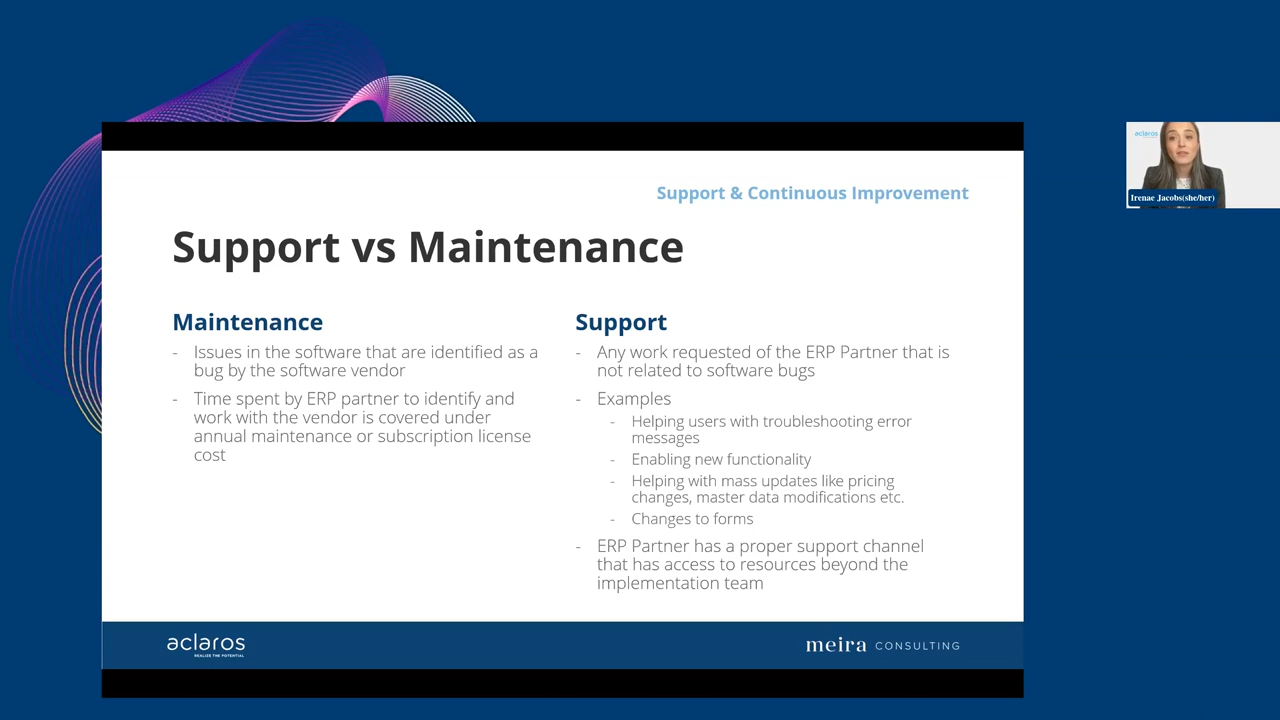 Support & Continuous Improvement
Support vs Maintenance
Maintenance
- Issues in the software that are identified as a
bug by the software vendor
- Time spent by ERP partner to identify and
work with the vendor is covered under
annual maintenance or subscription license
cost
Support
- Any work requested of the ERP Partner that is
not related to software bugs
- Examples
- Helping users with troubleshooting error
messages
- Enabling new functionality
- Helping with mass updates like pricing
changes, master data modifications etc.
- Changes to forms
- ERP Partner has a proper support channel
that has access to resources beyond the
implementation team
aclaros
REALIZE THE POTENTIAL
meira CONSULTING
aclaros
Irenae Jacobs(she/her)